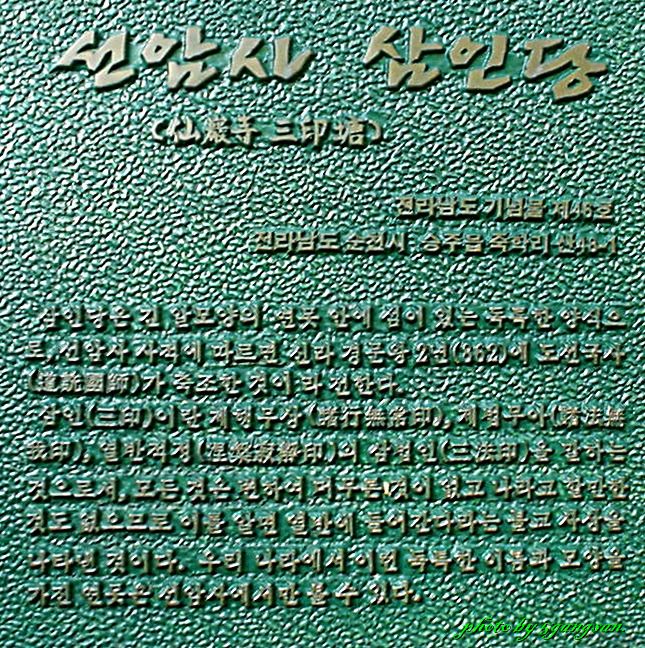 선암사 삼인당
(仙巖寺 三印塘)
전라남도 기념물 제46호
전라남도 순천시 승주읍 죽학리 산48-1
삼인당은 긴 알모양의 연못 안에 섬이 있는 독특한 양식으
로, 선암사 사적에 따르면 신라 경문왕 2년(862)에 도선국사
(道詵國師)가 축조한 것이라 전한다.
삼인(三印)이란 제행무상(諸行無常印), 제법무아(諸法無
我印), 열반적정(涅槃寂靜印)의 삼법인(三法印)을 말하는
것으로서, 모든 것은 변하여 머무른 것이 없고 나라고 할만한
것도 없으므로 이를 알면 열반에 들어간다라는 불교 사상을
나타낸 것이다. 우리 나라에서 이런 독특한 이름과 모양을
가진 연못은 선암사에서만 볼 수 있다.
photo by